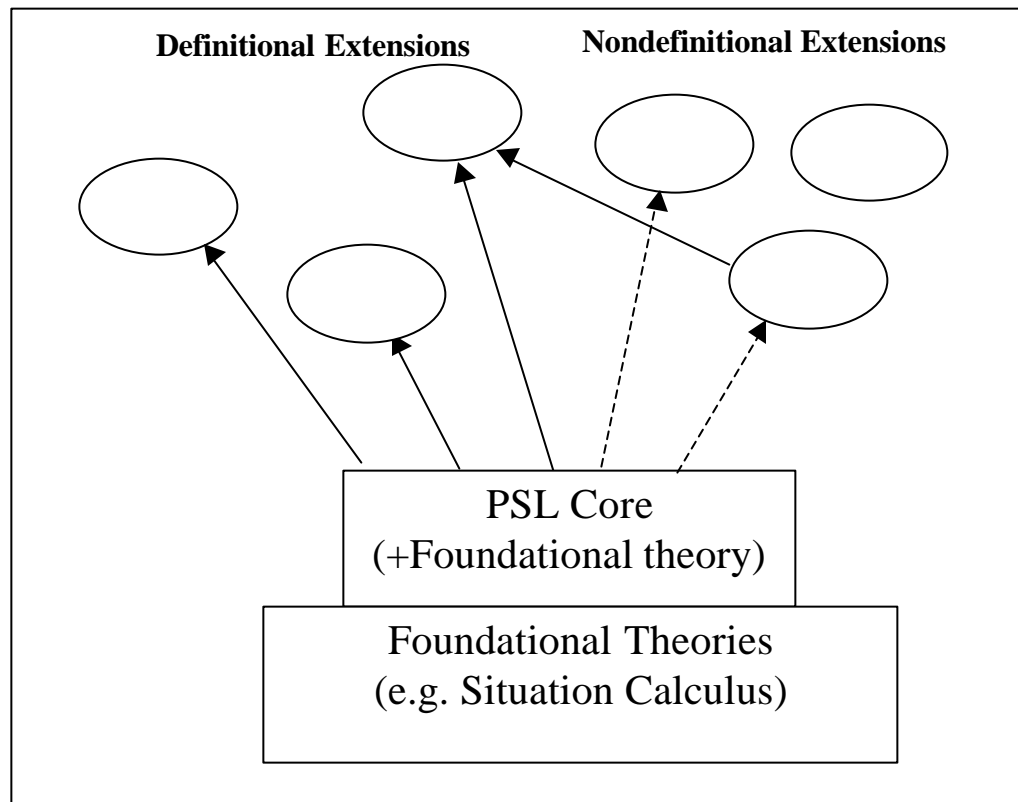 Definitional Extensions
Nondefinitional Extensions
PSL Core
(+Foundational theory)
Foundational Theories
(e.g. Situation Calculus)